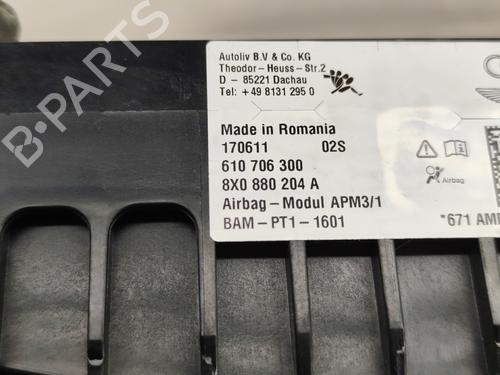 Autoliv B.V & Co. KG
Theodor-Heuss-Str.2
D - 85221 Dachau
Tel: +49 8131 295 0
Made in Romania
170611 02S
610 706 300
8X0 880 204 A
Airbag
Airbag-Modul APM3/1
BAM-PT1-1601
*671 AM
B-PARTS